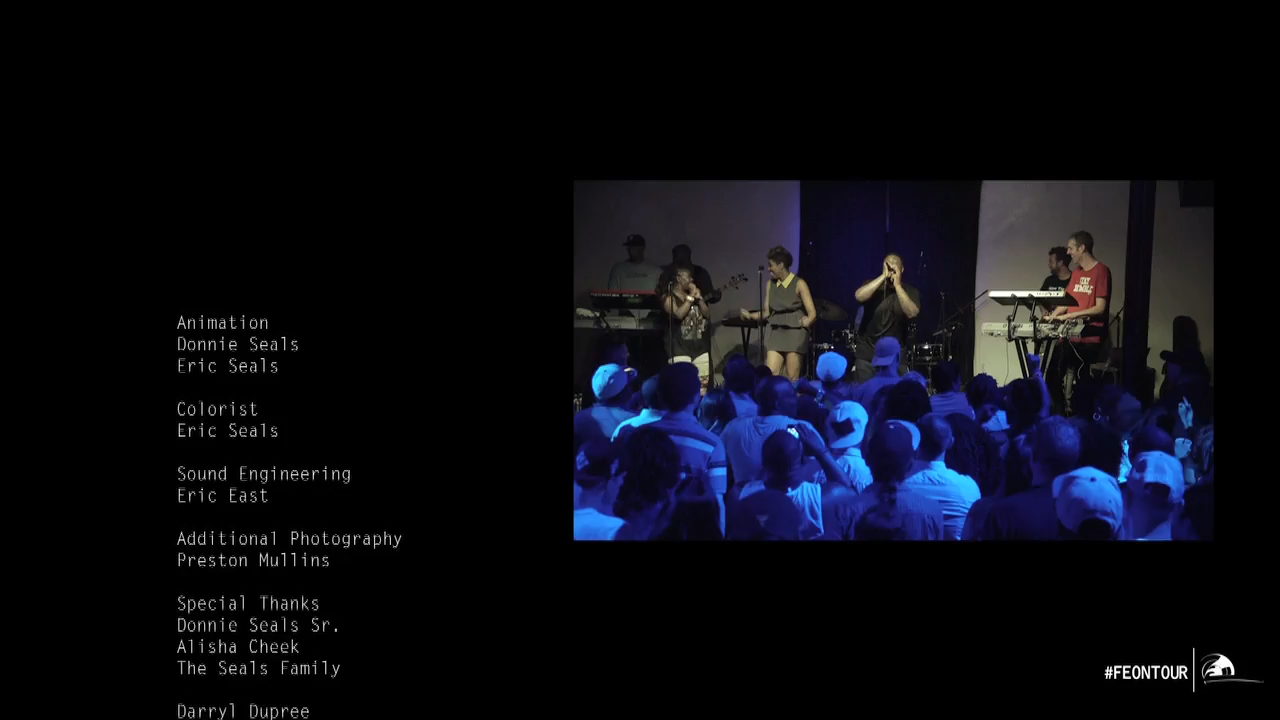 Animation
Donnie Seals
Eric Seals
Colorist
Eric Seals
Sound Engineering
Eric East
Additional Photography
Preston Mullins
Special Thanks
Donnie Seals Sr.
Alisha Cheek
The Seals Family
Darryl Dupree
#FEONTOUR